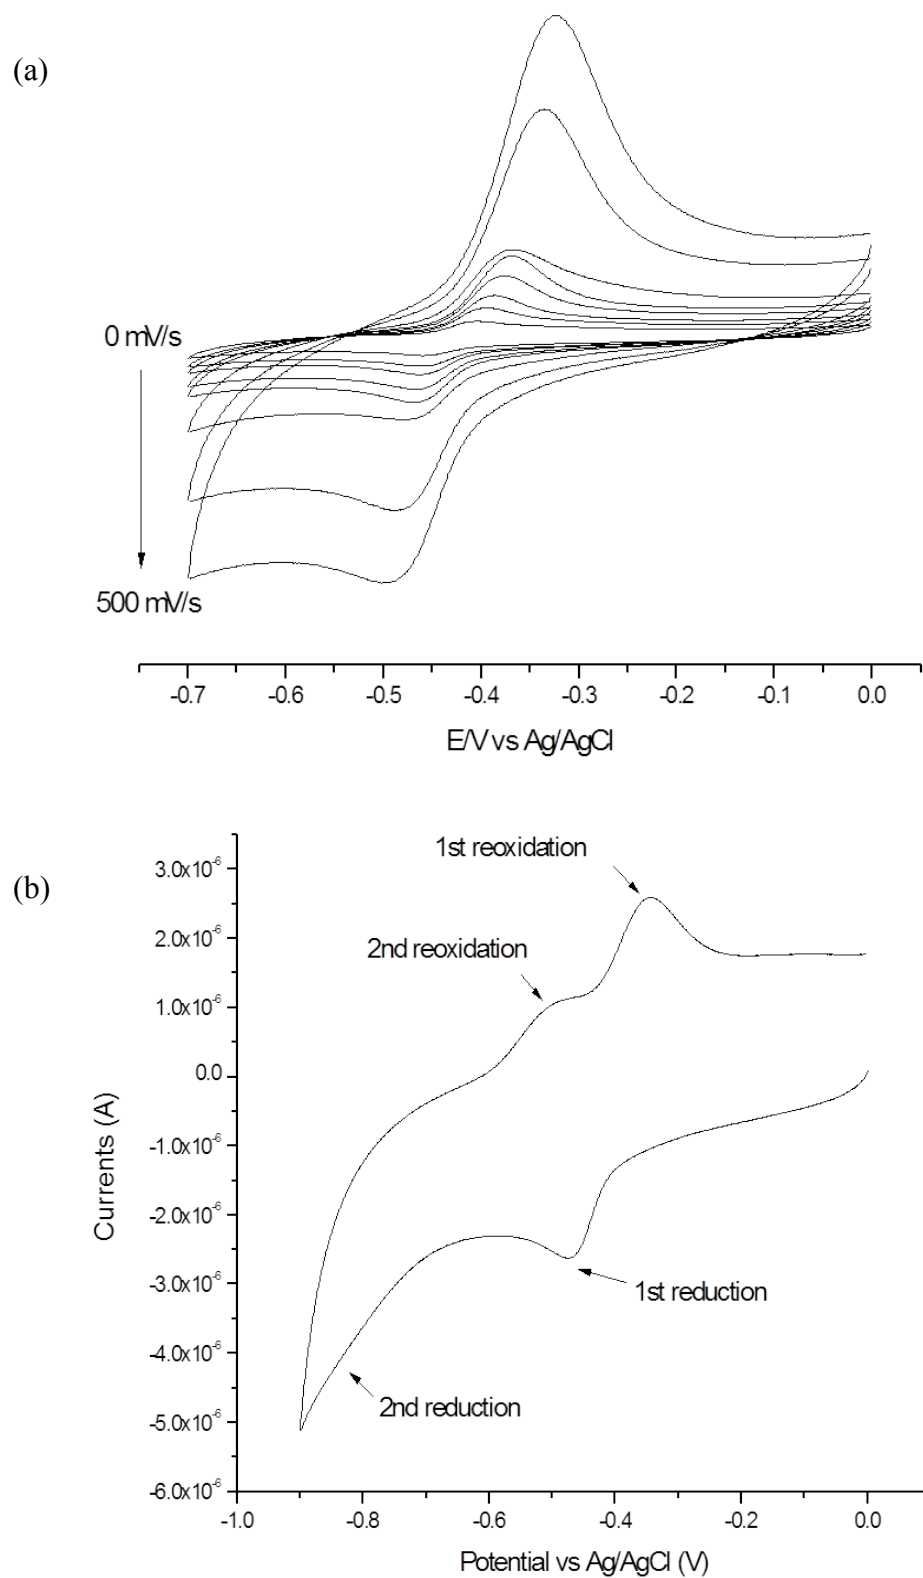 (a)
0 mV/s
500 mV/s
-0.7 -0.6 -0.5 -0.4 -0.3 -0.2 -0.1 0.0
E/V vs Ag/AgCl
(b)
1st reoxidation
3.0x10⁻⁶
2nd reoxidation
2.0x10⁻⁶
1.0x10⁻⁶
0.0
Currents (A)
-1.0x10⁻⁶
-2.0x10⁻⁶
-3.0x10⁻⁶
1st reduction
-4.0x10⁻⁶
2nd reduction
-5.0x10⁻⁶
-6.0x10⁻⁶
-1.0 -0.8 -0.6 -0.4 -0.2 0.0
Potential vs Ag/AgCl (V)